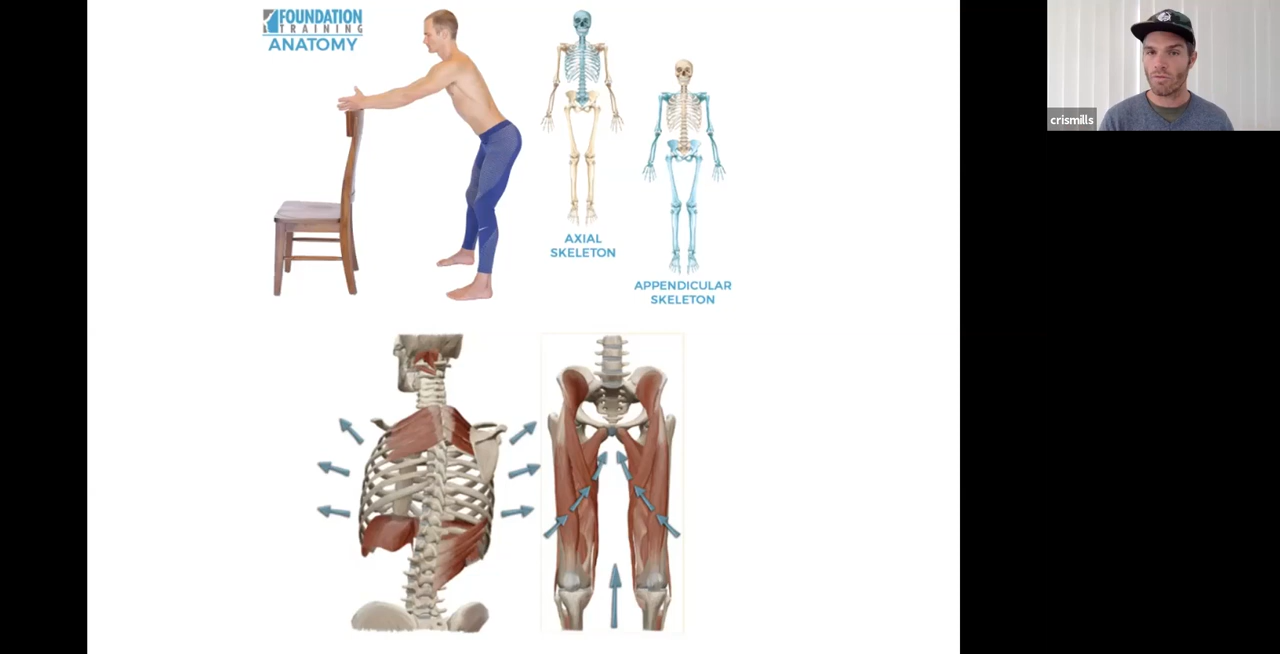 FOUNDATION
TRAINING
ANATOMY
AXIAL
SKELETON
APPENDICULAR
SKELETON
crismills